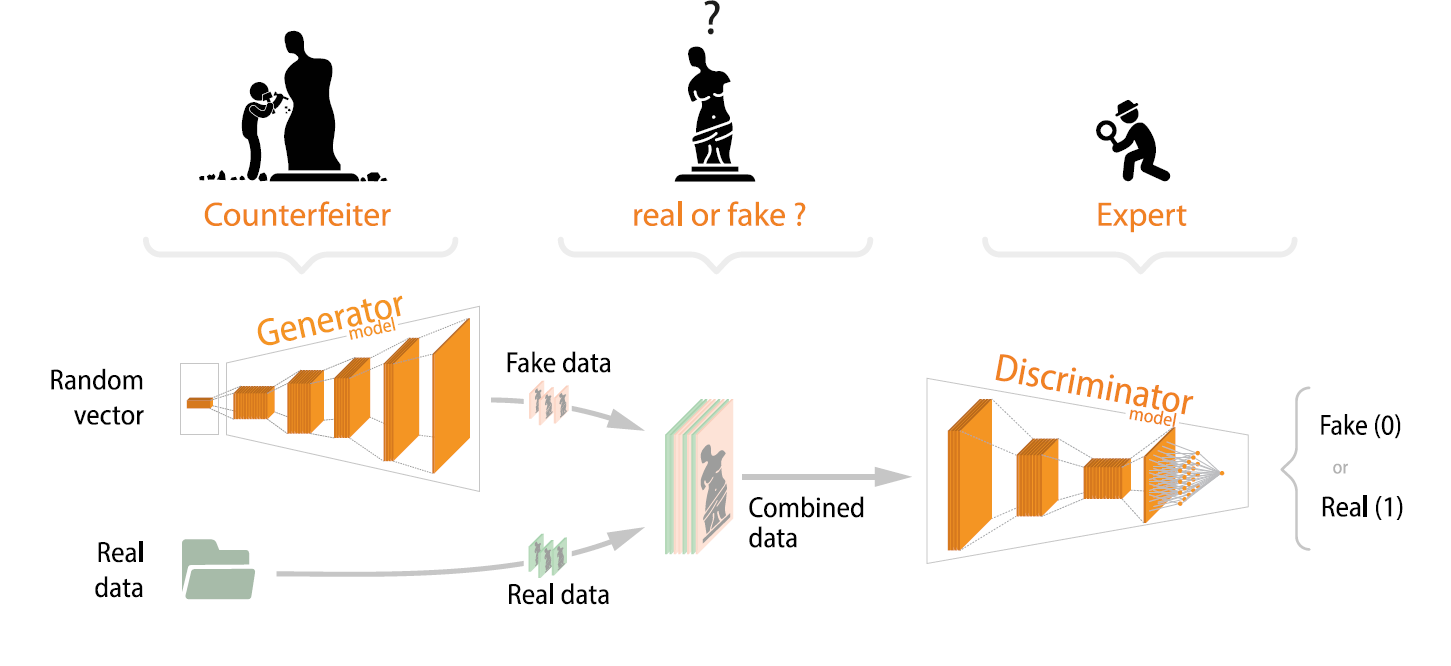 ?
Counterfeiter
real or fake ?
Expert
Generator
model
Random
vector
Fake data
Discriminator
model
Fake (0)
or
Real (1)
Combined
data
Real
data
Real data